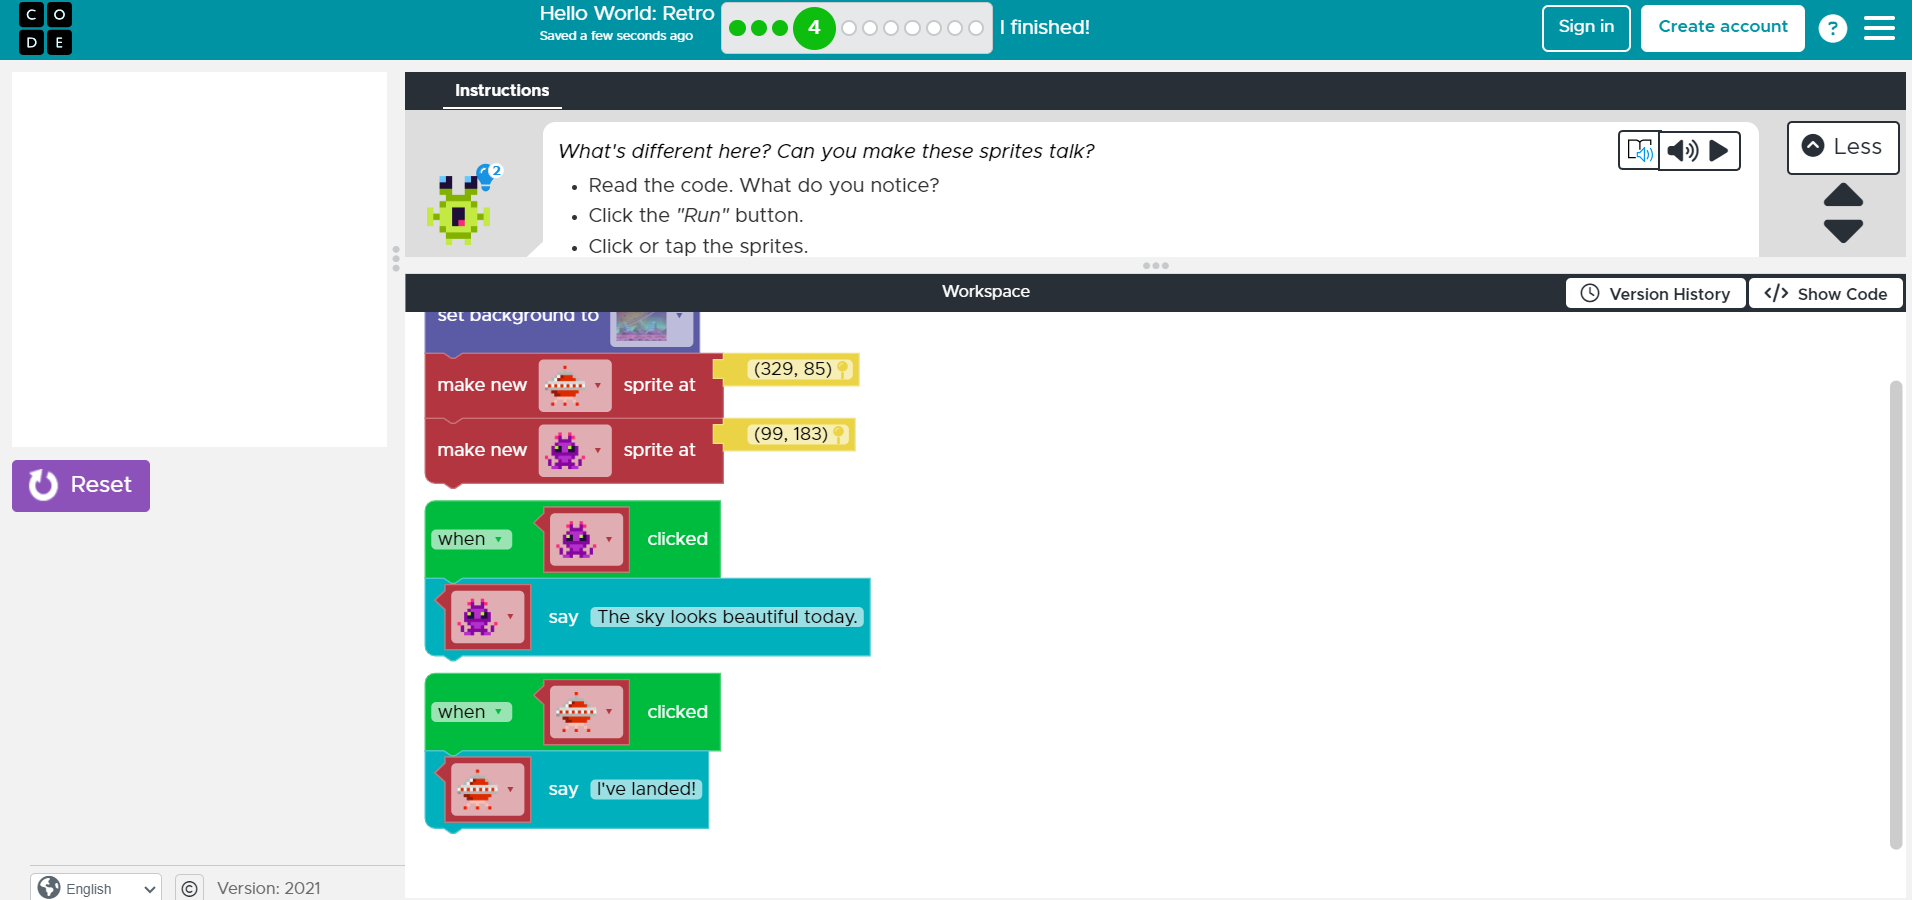 C O
D E
Hello World: Retro
Saved a few seconds ago
4
I finished!
Sign in
Create account
?
Instructions
2
What's different here? Can you make these sprites talk?
• Read the code. What do you notice?
• Click the "Run" button.
• Click or tap the sprites.
Less
Workspace
Version History
</> Show Code
set background to
make new sprite at (329, 85)
make new sprite at (99, 183)
Reset
when clicked
say The sky looks beautiful today.
when clicked
say I've landed!
English
©
Version: 2021